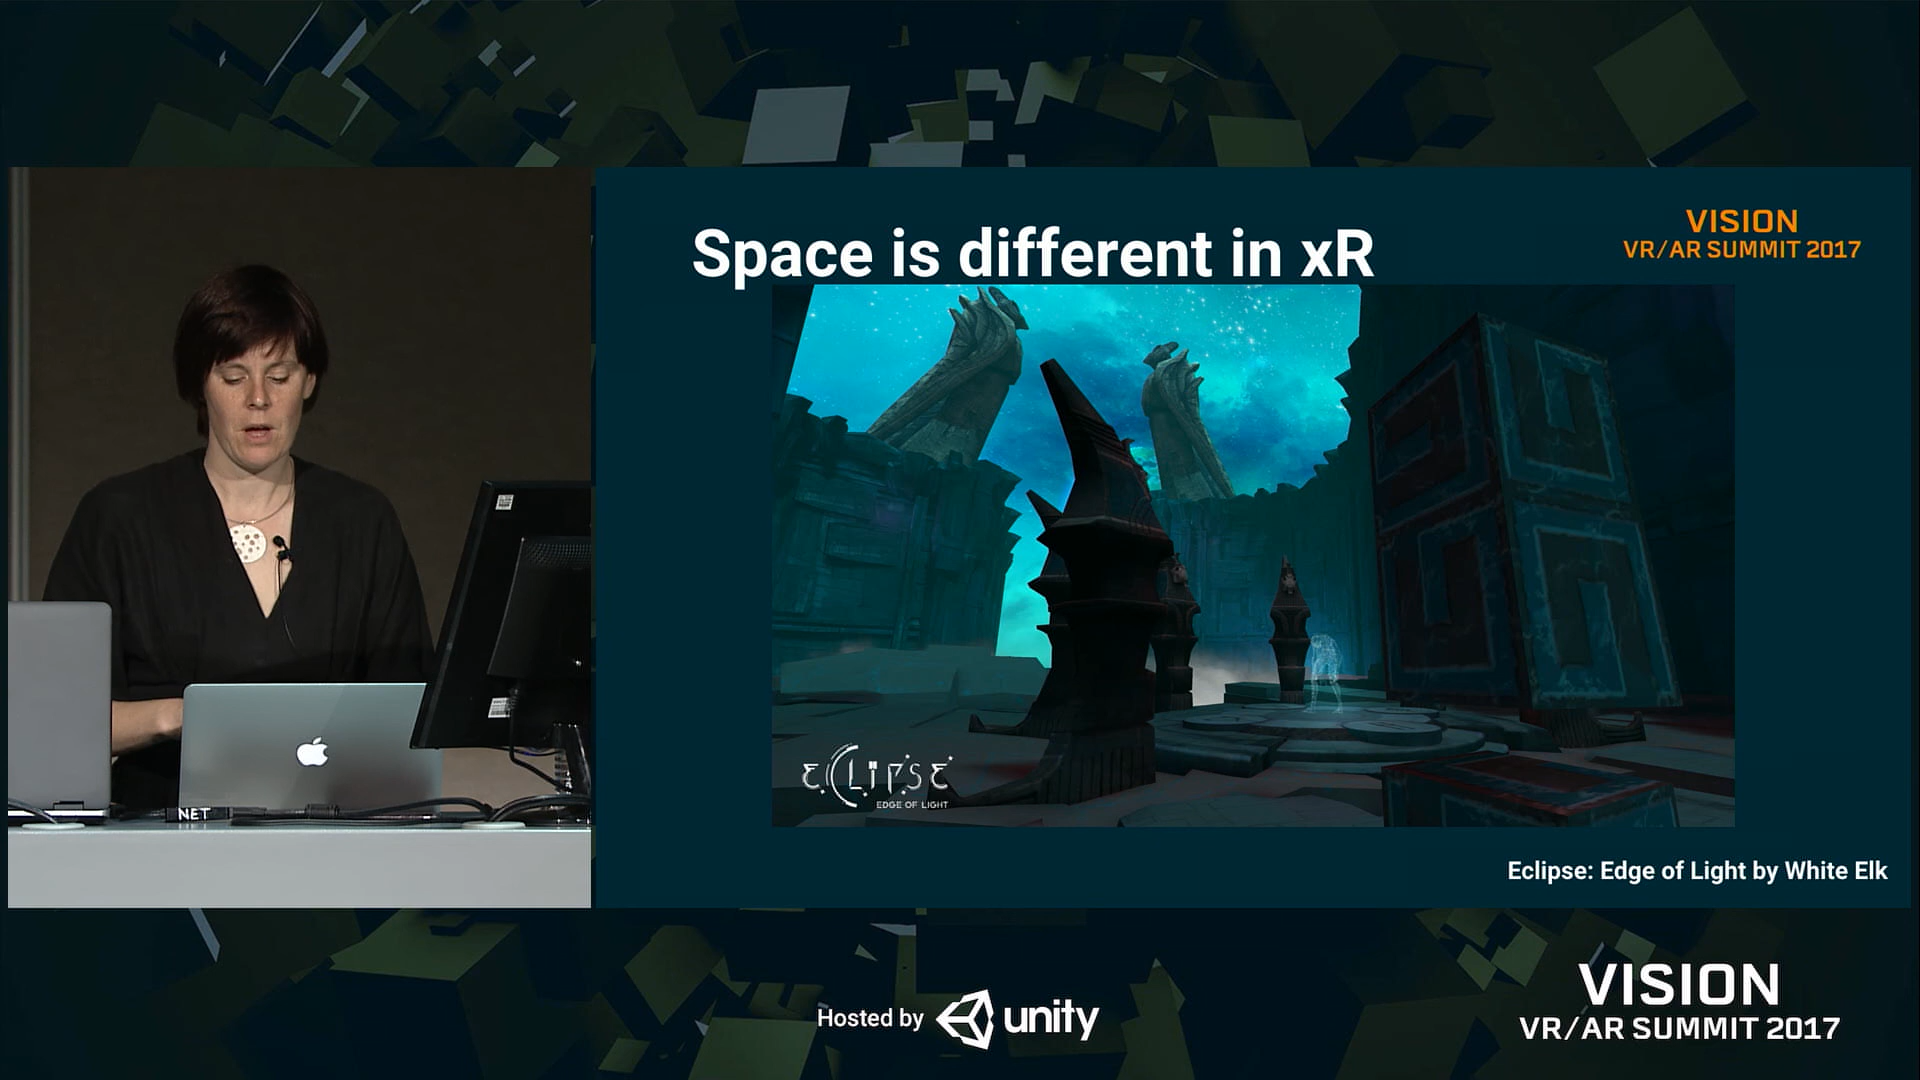 Space is different in xR
VISION
VR/AR SUMMIT 2017
ECLIPSE
EDGE OF LIGHT
NET
Eclipse: Edge of Light by White Elk
Hosted by unity
VISION
VR/AR SUMMIT 2017